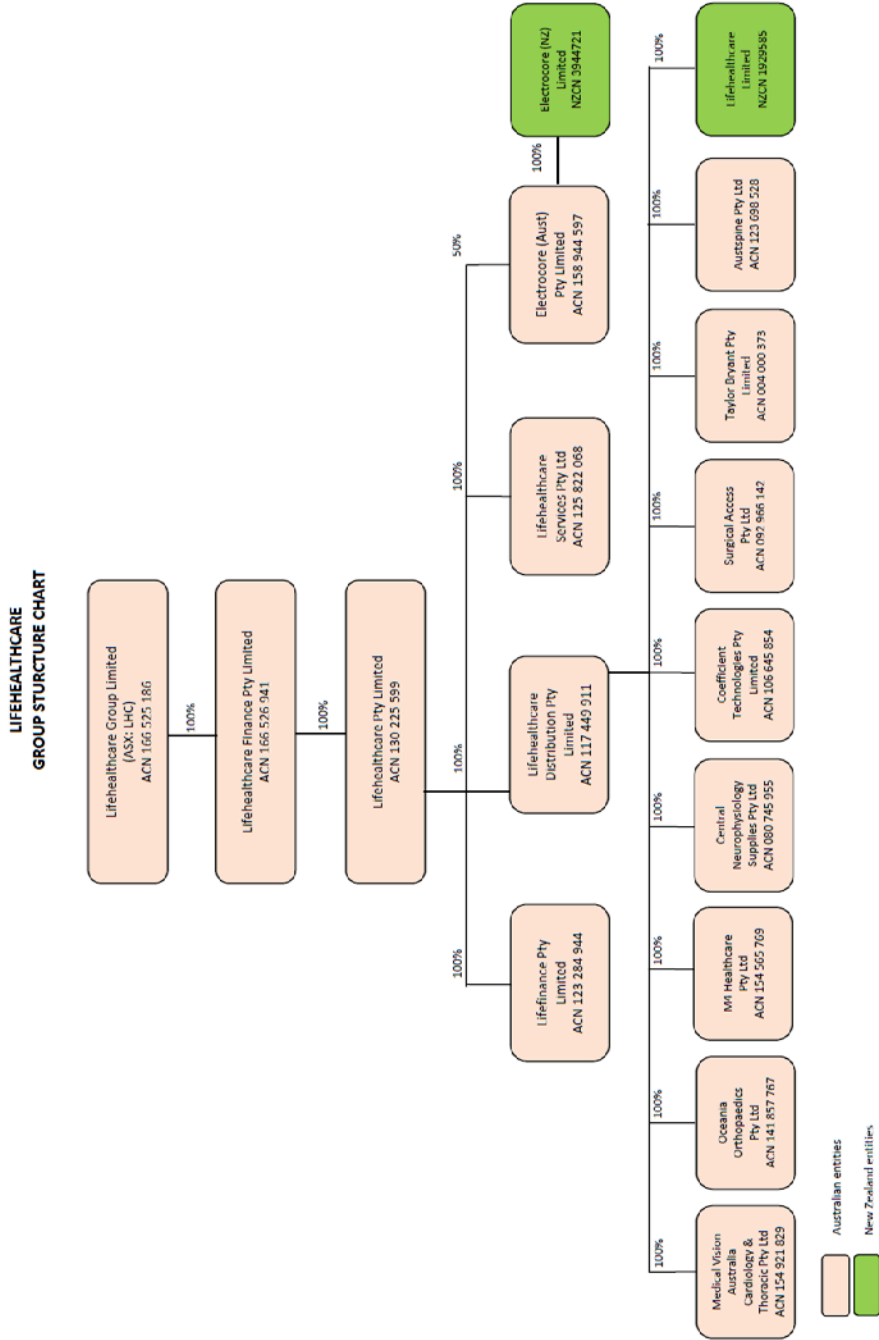 LIFEHEALTHCARE
GROUP STURCTURE CHART
Lifehealthcare Group Limited
(ASX: LHC)
ACN 166 525 186
100%
Lifehealthcare Finance Pty Limited
ACN 166 526 941
100%
Lifehealthcare Pty Limited
ACN 130 225 599
100%
100%
100%
50%
Lifefinance Pty
Limited
ACN 123 284 944
Lifehealthcare
Distribution Pty
Limited
ACN 117 449 911
Lifehealthcare
Services Pty Ltd
ACN 125 822 068
Electrocore (Aust)
Pty Limited
ACN 158 944 597
100%
Electrocore (NZ)
Limited
NZCN 3944721
100%
100%
100%
100%
100%
100%
100%
100%
100%
Medical Vision
Australia
Cardiology &
Thoracic Pty Ltd
ACN 154 921 829
Oceania
Orthopaedics
Pty Ltd
ACN 141 857 767
M4 Healthcare
Pty Ltd
ACN 154 565 769
Central
Neurophysiology
Supplies Pty Ltd
ACN 080 745 955
Coefficient
Technologies Pty
Limited
ACN 106 645 854
Surgical Access
Pty Ltd
ACN 092 966 142
Taylor Bryant Pty
Limited
ACN 004 000 373
Austspine Pty Ltd
ACN 123 698 528
Lifehealthcare
Limited
NZCN 1929585
Australian entities
New Zealand entities